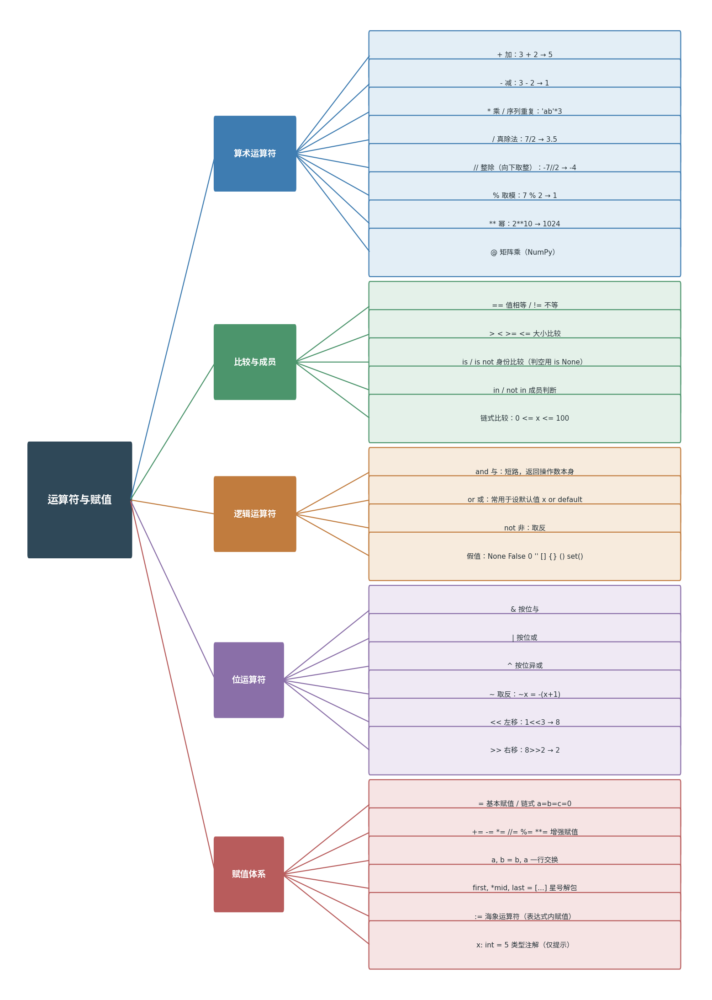 运算符与赋值
算术运算符
+ 加：3 + 2 → 5
- 减：3 - 2 → 1
* 乘 / 序列重复：'ab'*3
/ 真除法：7/2 → 3.5
// 整除（向下取整）：-7//2 → -4
% 取模：7 % 2 → 1
** 幂：2**10 → 1024
@ 矩阵乘（NumPy）
比较与成员
== 值相等 / != 不等
> < >= <= 大小比较
is / is not 身份比较（判空用 is None）
in / not in 成员判断
链式比较：0 <= x <= 100
逻辑运算符
and 与：短路，返回操作数本身
or 或：常用于设默认值 x or default
not 非：取反
假值：None False 0 '' [] {} () set()
位运算符
& 按位与
| 按位或
^ 按位异或
~ 取反：~x = -(x+1)
<< 左移：1<<3 → 8
>> 右移：8>>2 → 2
赋值体系
= 基本赋值 / 链式 a=b=c=0
+= -= *= //= %= **= 增强赋值
a, b = b, a 一行交换
first, *mid, last = [...] 星号解包
:= 海象运算符（表达式内赋值）
x: int = 5 类型注解（仅提示）